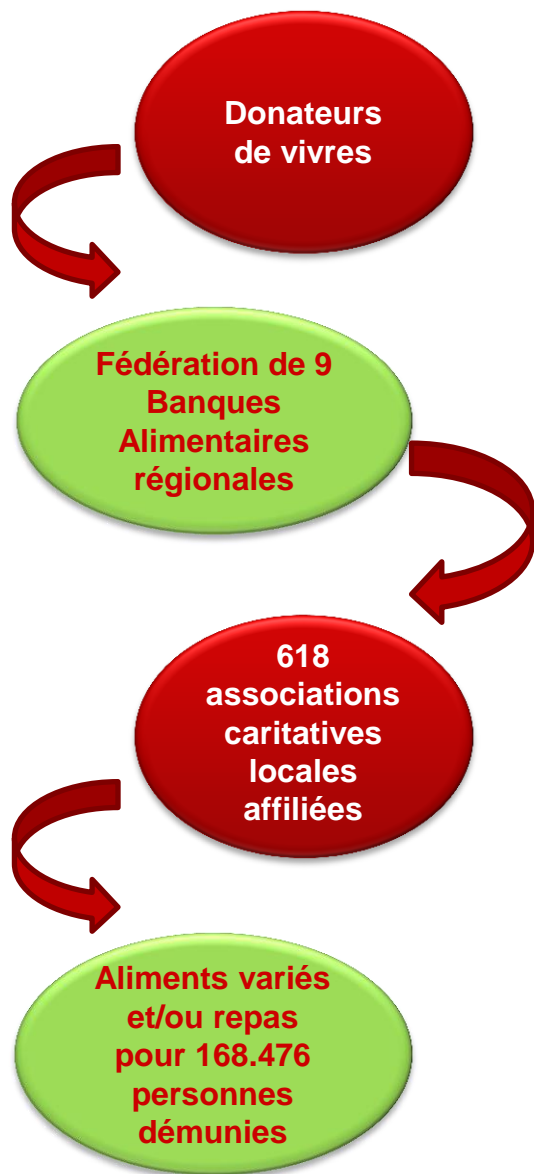 Donateurs
de vivres
Fédération de 9
Banques
Alimentaires
régionales
618
associations
caritatives
locales
affiliées
Aliments variés
et/ou repas
pour 168.476
personnes
démunies